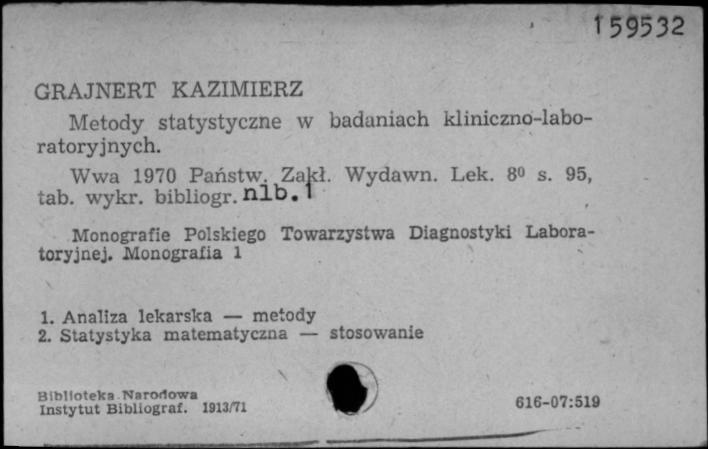 159532
GRAJNERT KAZIMIERZ
Metody statystyczne w badaniach kliniczno-labo-
ratoryjnych.
Wwa 1970 Państw. Zakł. Wydawn. Lek. 8⁰ s. 95,
tab. wykr. bibliogr. nlb. 1
Monografie Polskiego Towarzystwa Diagnostyki Labora-
toryjnej. Monografia 1
1. Analiza lekarska — metody
2. Statystyka matematyczna — stosowanie
Biblioteka Narodowa
Instytut Bibliograf. 1913/71
616-07:519